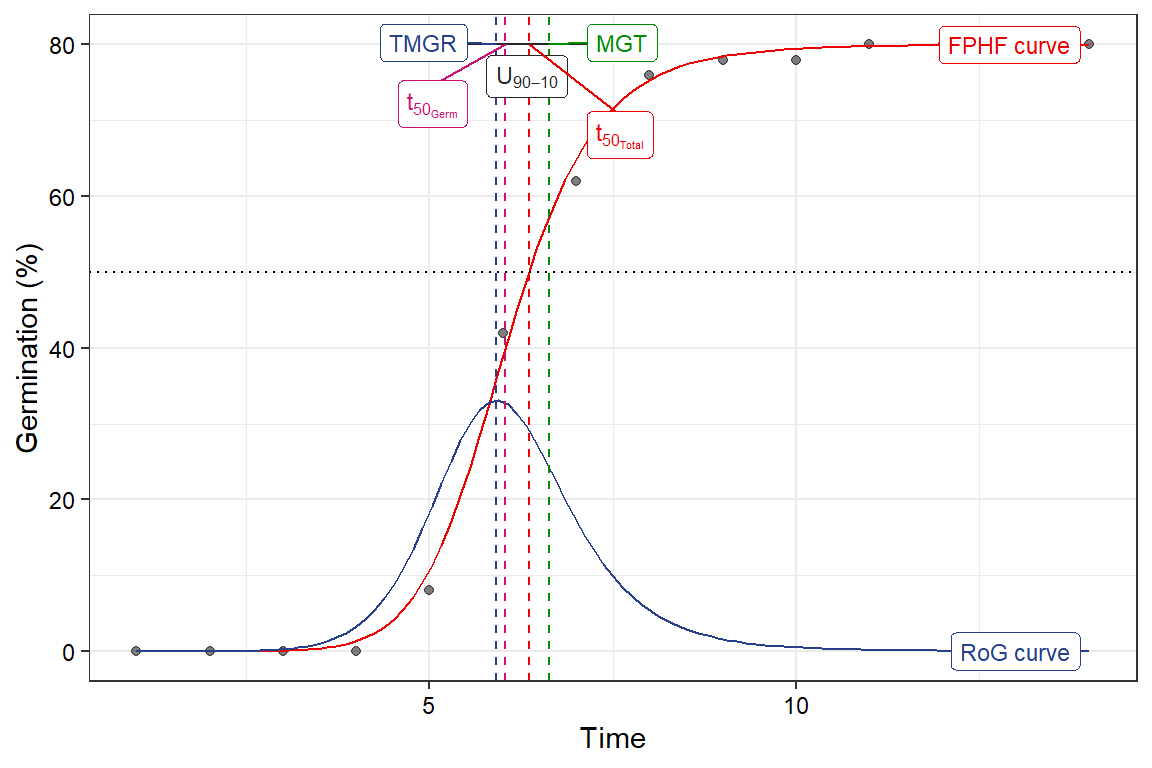 TMGR
MGT
FPHF curve
U90–10
t50Germ
t50Total
80
60
40
20
0
Germination (%)
RoG curve
5
10
Time